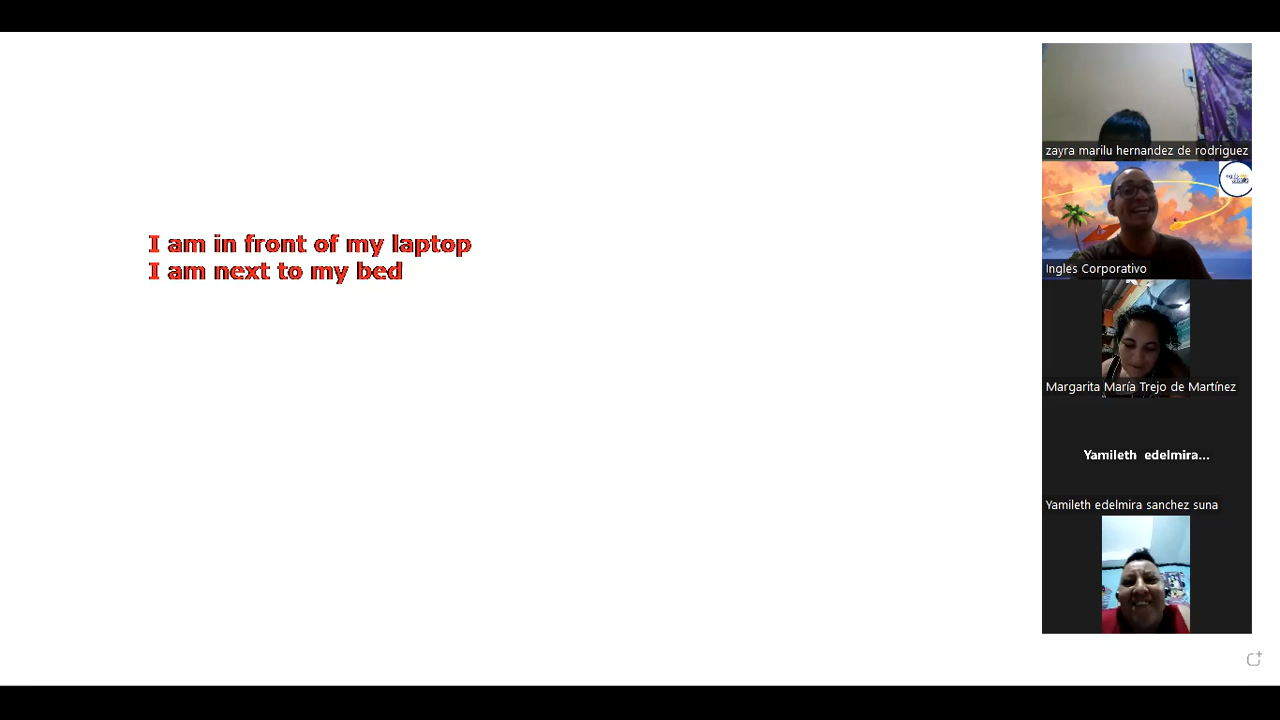 I am in front of my laptop
I am next to my bed
zayra marilu hernandez de rodriguez
Ingles Corporativo
Margarita María Trejo de Martínez
Yamileth edelmira...
Yamileth edelmira sanchez suna